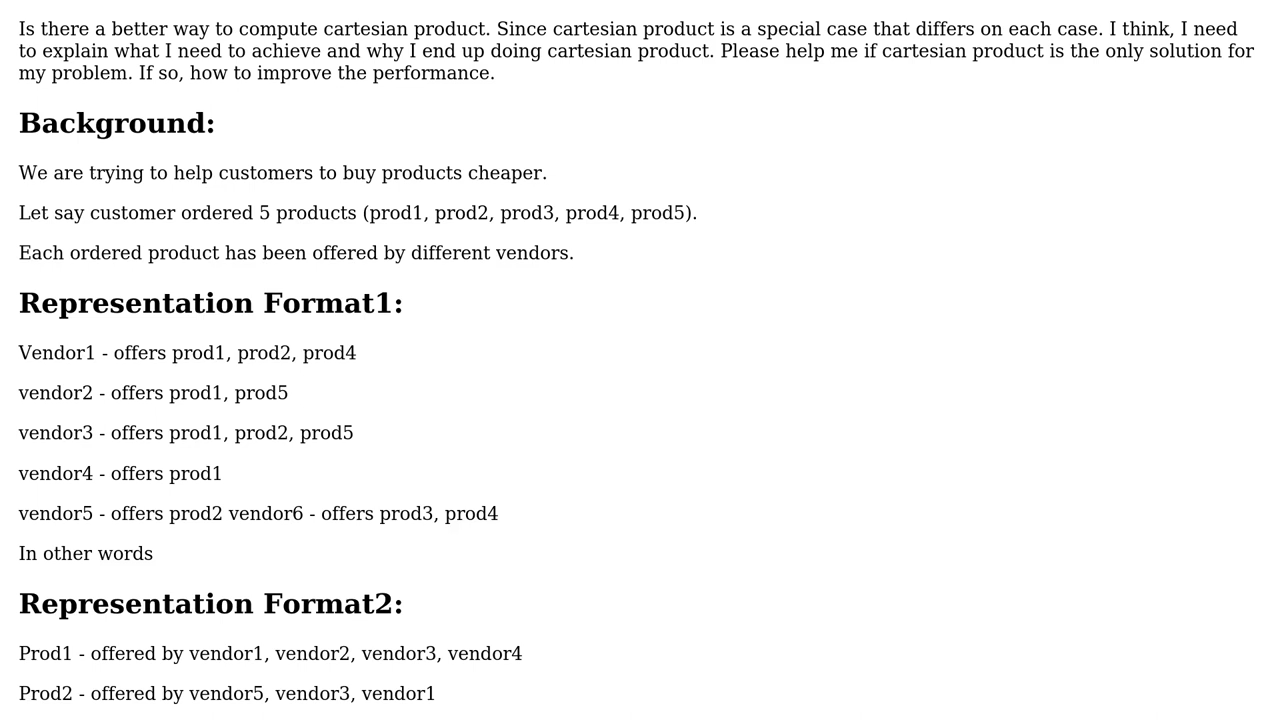 Is there a better way to compute cartesian product. Since cartesian product is a special case that differs on each case. I think, I need
to explain what I need to achieve and why I end up doing cartesian product. Please help me if cartesian product is the only solution for
my problem. If so, how to improve the performance.
Background:
We are trying to help customers to buy products cheaper.
Let say customer ordered 5 products (prod1, prod2, prod3, prod4, prod5).
Each ordered product has been offered by different vendors.
Representation Format1:
Vendor1 - offers prod1, prod2, prod4
vendor2 - offers prod1, prod5
vendor3 - offers prod1, prod2, prod5
vendor4 - offers prod1
vendor5 - offers prod2 vendor6 - offers prod3, prod4
In other words
Representation Format2:
Prod1 - offered by vendor1, vendor2, vendor3, vendor4
Prod2 - offered by vendor5, vendor3, vendor1